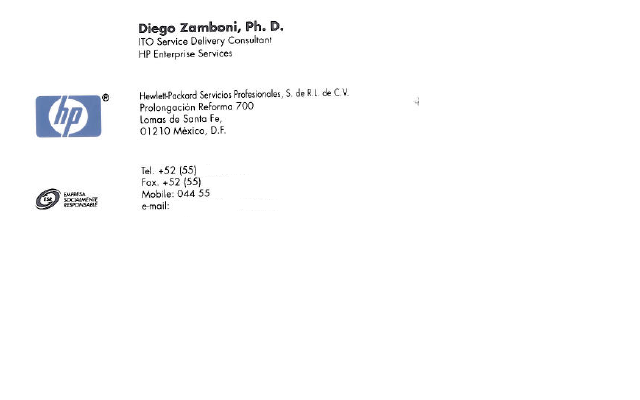 Diego Zamboni, Ph. D.
ITO Service Delivery Consultant
HP Enterprise Services
hp®
Hewlett-Packard Servicios Profesionales, S. de R.L. de C.V.
Prolongación Reforma 700
Lomas de Santa Fe,
01210 México, D.F.
Tel. +52 (55)
Fax. +52 (55)
Mobile: 044 55
e-mail:
ESR
EMPRESA
SOCIALMENTE
RESPONSABLE